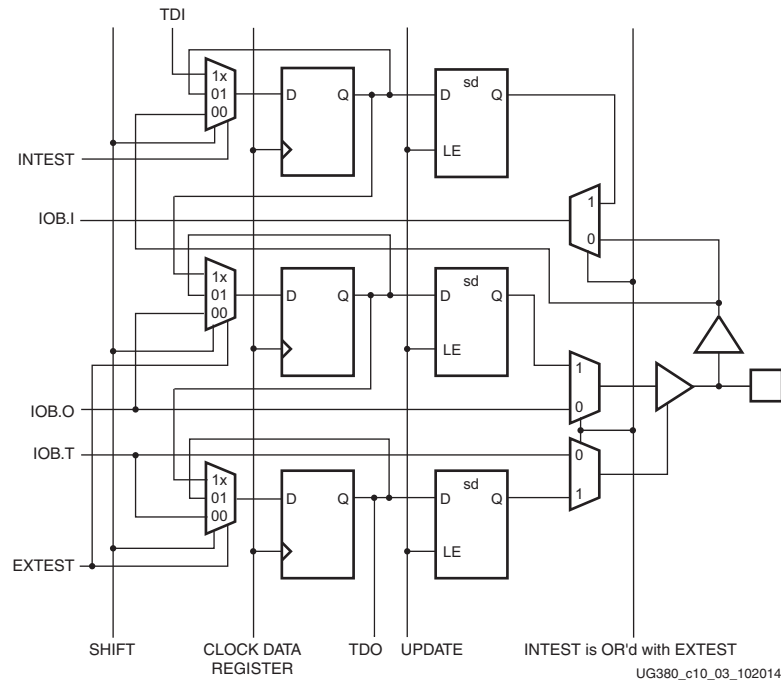 TDI
1x
01
00
D
Q
sd
D
Q
LE
INTEST
IOB.I
1
0
1x
01
00
D
Q
sd
D
Q
LE
1
0
IOB.O
IOB.T
0
1
1x
01
00
D
Q
sd
D
Q
LE
EXTEST
SHIFT
CLOCK DATA
REGISTER
TDO
UPDATE
INTEST is OR'd with EXTEST
UG380_c10_03_102014